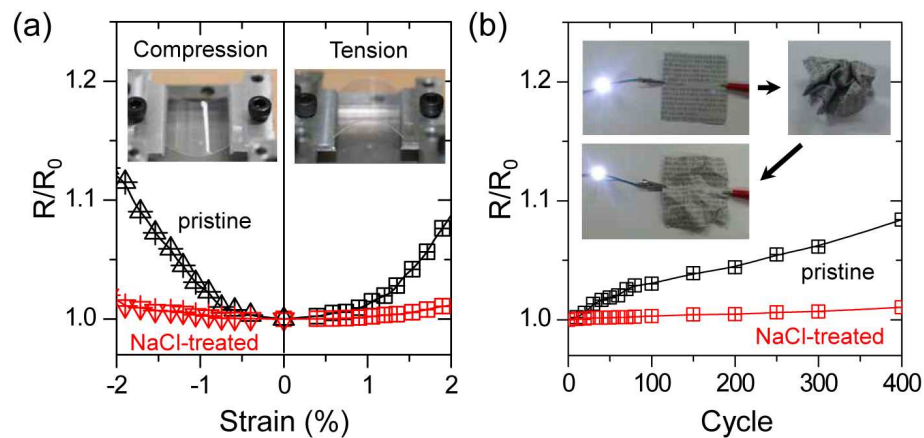 (a)
Compression
Tension
1.2
1.1
1.0
R/R0
pristine
NaCl-treated
-2
-1
0
1
2
Strain (%)
(b)
1.2
1.1
1.0
R/R0
pristine
NaCl-treated
0
100
200
300
400
Cycle